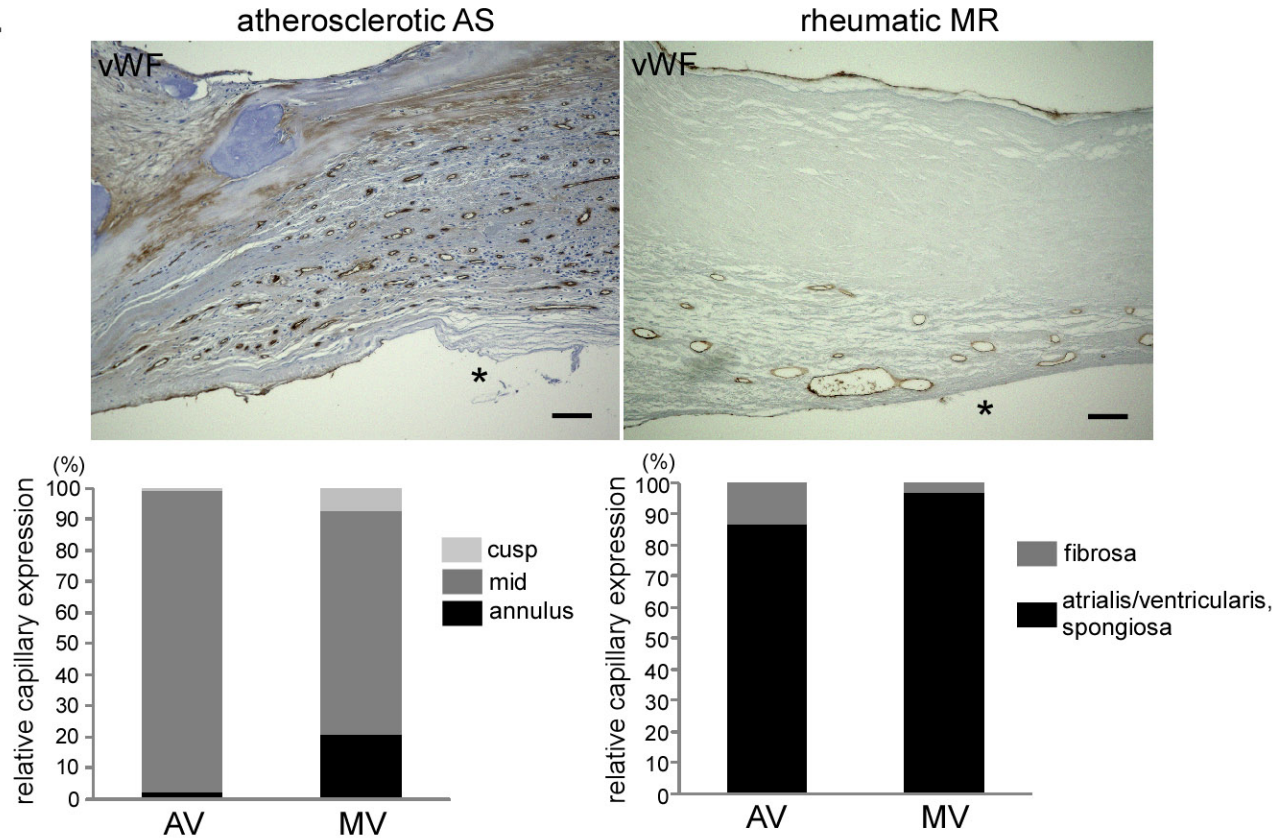 atherosclerotic AS
rheumatic MR
vWF
vWF
*
*
(%)
relative capillary expression
100
90
80
70
60
50
40
30
20
10
0
AV
MV
cusp
mid
annulus
(%)
relative capillary expression
100
90
80
70
60
50
40
30
20
10
0
AV
MV
fibrosa
atrialis/ventricularis,
spongiosa